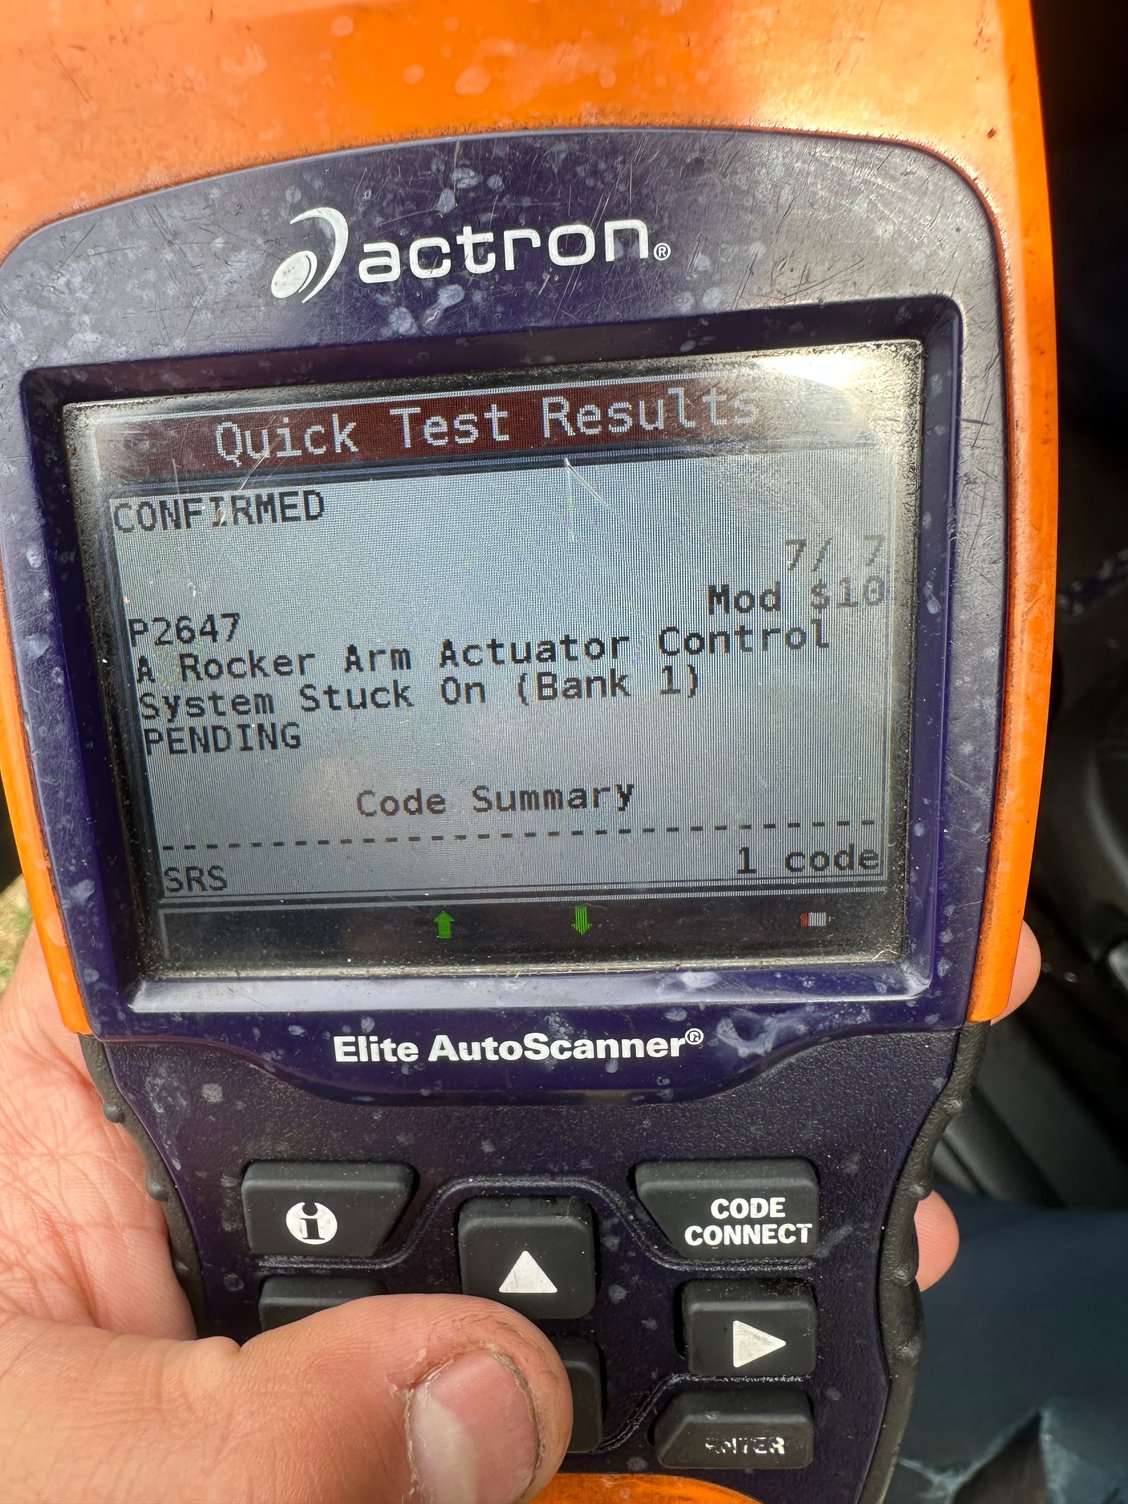 actron®
Quick Test Results
CONFIRMED
7/ 7
Mod $10
P2647
A Rocker Arm Actuator Control
System Stuck On (Bank 1)
PENDING
Code Summary
--------------------------------
SRS 1 code
Elite AutoScanner®
i
CODE
CONNECT
ENTER